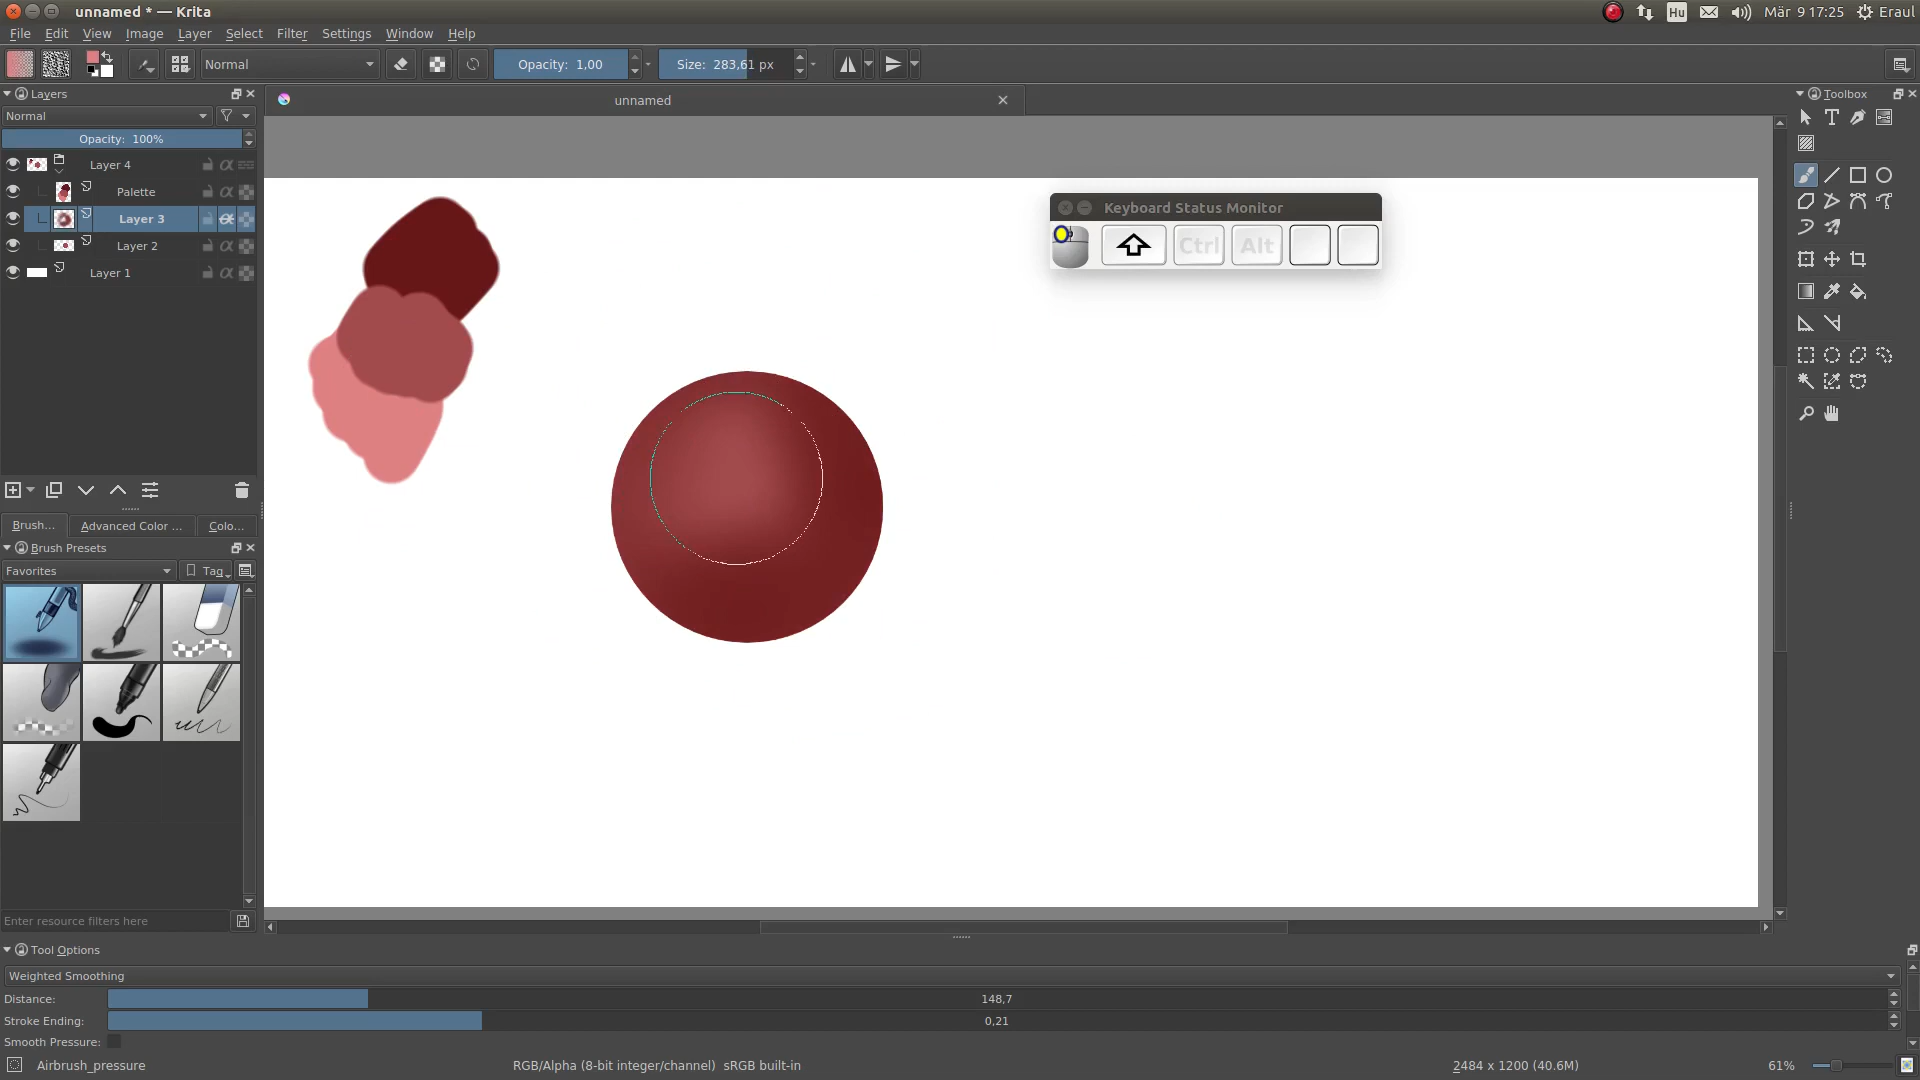 unnamed * — Krita
Hu
Mär 9 17:25
Eraul
File Edit View Image Layer Select Filter Settings Window Help
Normal
Opacity: 1,00
Size: 283,61 px
Layers
unnamed
Toolbox
Normal
Opacity: 100%
Layer 4
Palette
Layer 3
Layer 2
Layer 1
Keyboard Status Monitor
Ctrl Alt
Brush... Advanced Color ... Colo...
Brush Presets
Favorites Tag
Enter resource filters here
Tool Options
Weighted Smoothing
Distance: 148,7
Stroke Ending: 0,21
Smooth Pressure:
Airbrush_pressure
RGB/Alpha (8-bit integer/channel) sRGB built-in
2484 x 1200 (40.6M)
61%